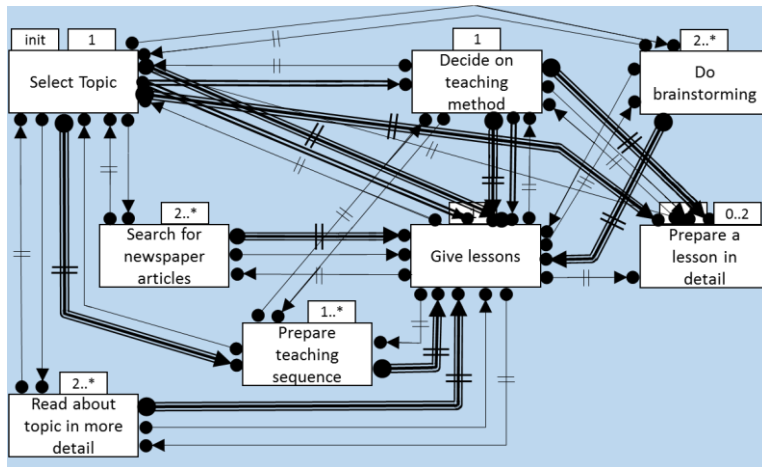 init
1
1
2..*
Select Topic
Decide on
teaching
method
Do
brainstorming
2..*
0..2
Search for
newspaper
articles
Give lessons
Prepare a
lesson in
detail
1..*
Prepare
teaching
sequence
2..*
Read about
topic in more
detail